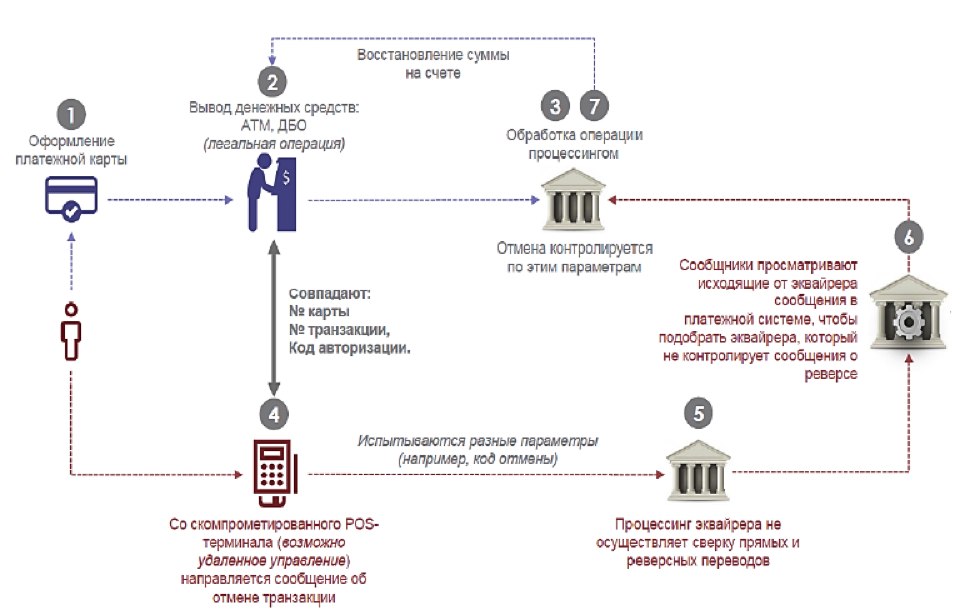 Восстановление суммы
на счете
2
Вывод денежных средств:
АТМ, ДБО
(легальная операция)
1
Оформление
платежной карты
3 7
Обработка операции
процессингом
$
Отмена контролируется
по этим параметрам
6
Сообщники просматривают
исходящие от эквайрера
сообщения в
платежной системе, чтобы
подобрать эквайрера, который
не контролирует сообщения о
реверсе
Совпадают:
№ карты
№ транзакции,
Код авторизации.
4
Испытываются разные параметры
(например, код отмены)
5
Со скомпрометированного POS-
терминала (возможно
удаленное управление)
направляется сообщение об
отмене транзакции
Процессинг эквайрера не
осуществляет сверку прямых и
реверсных переводов